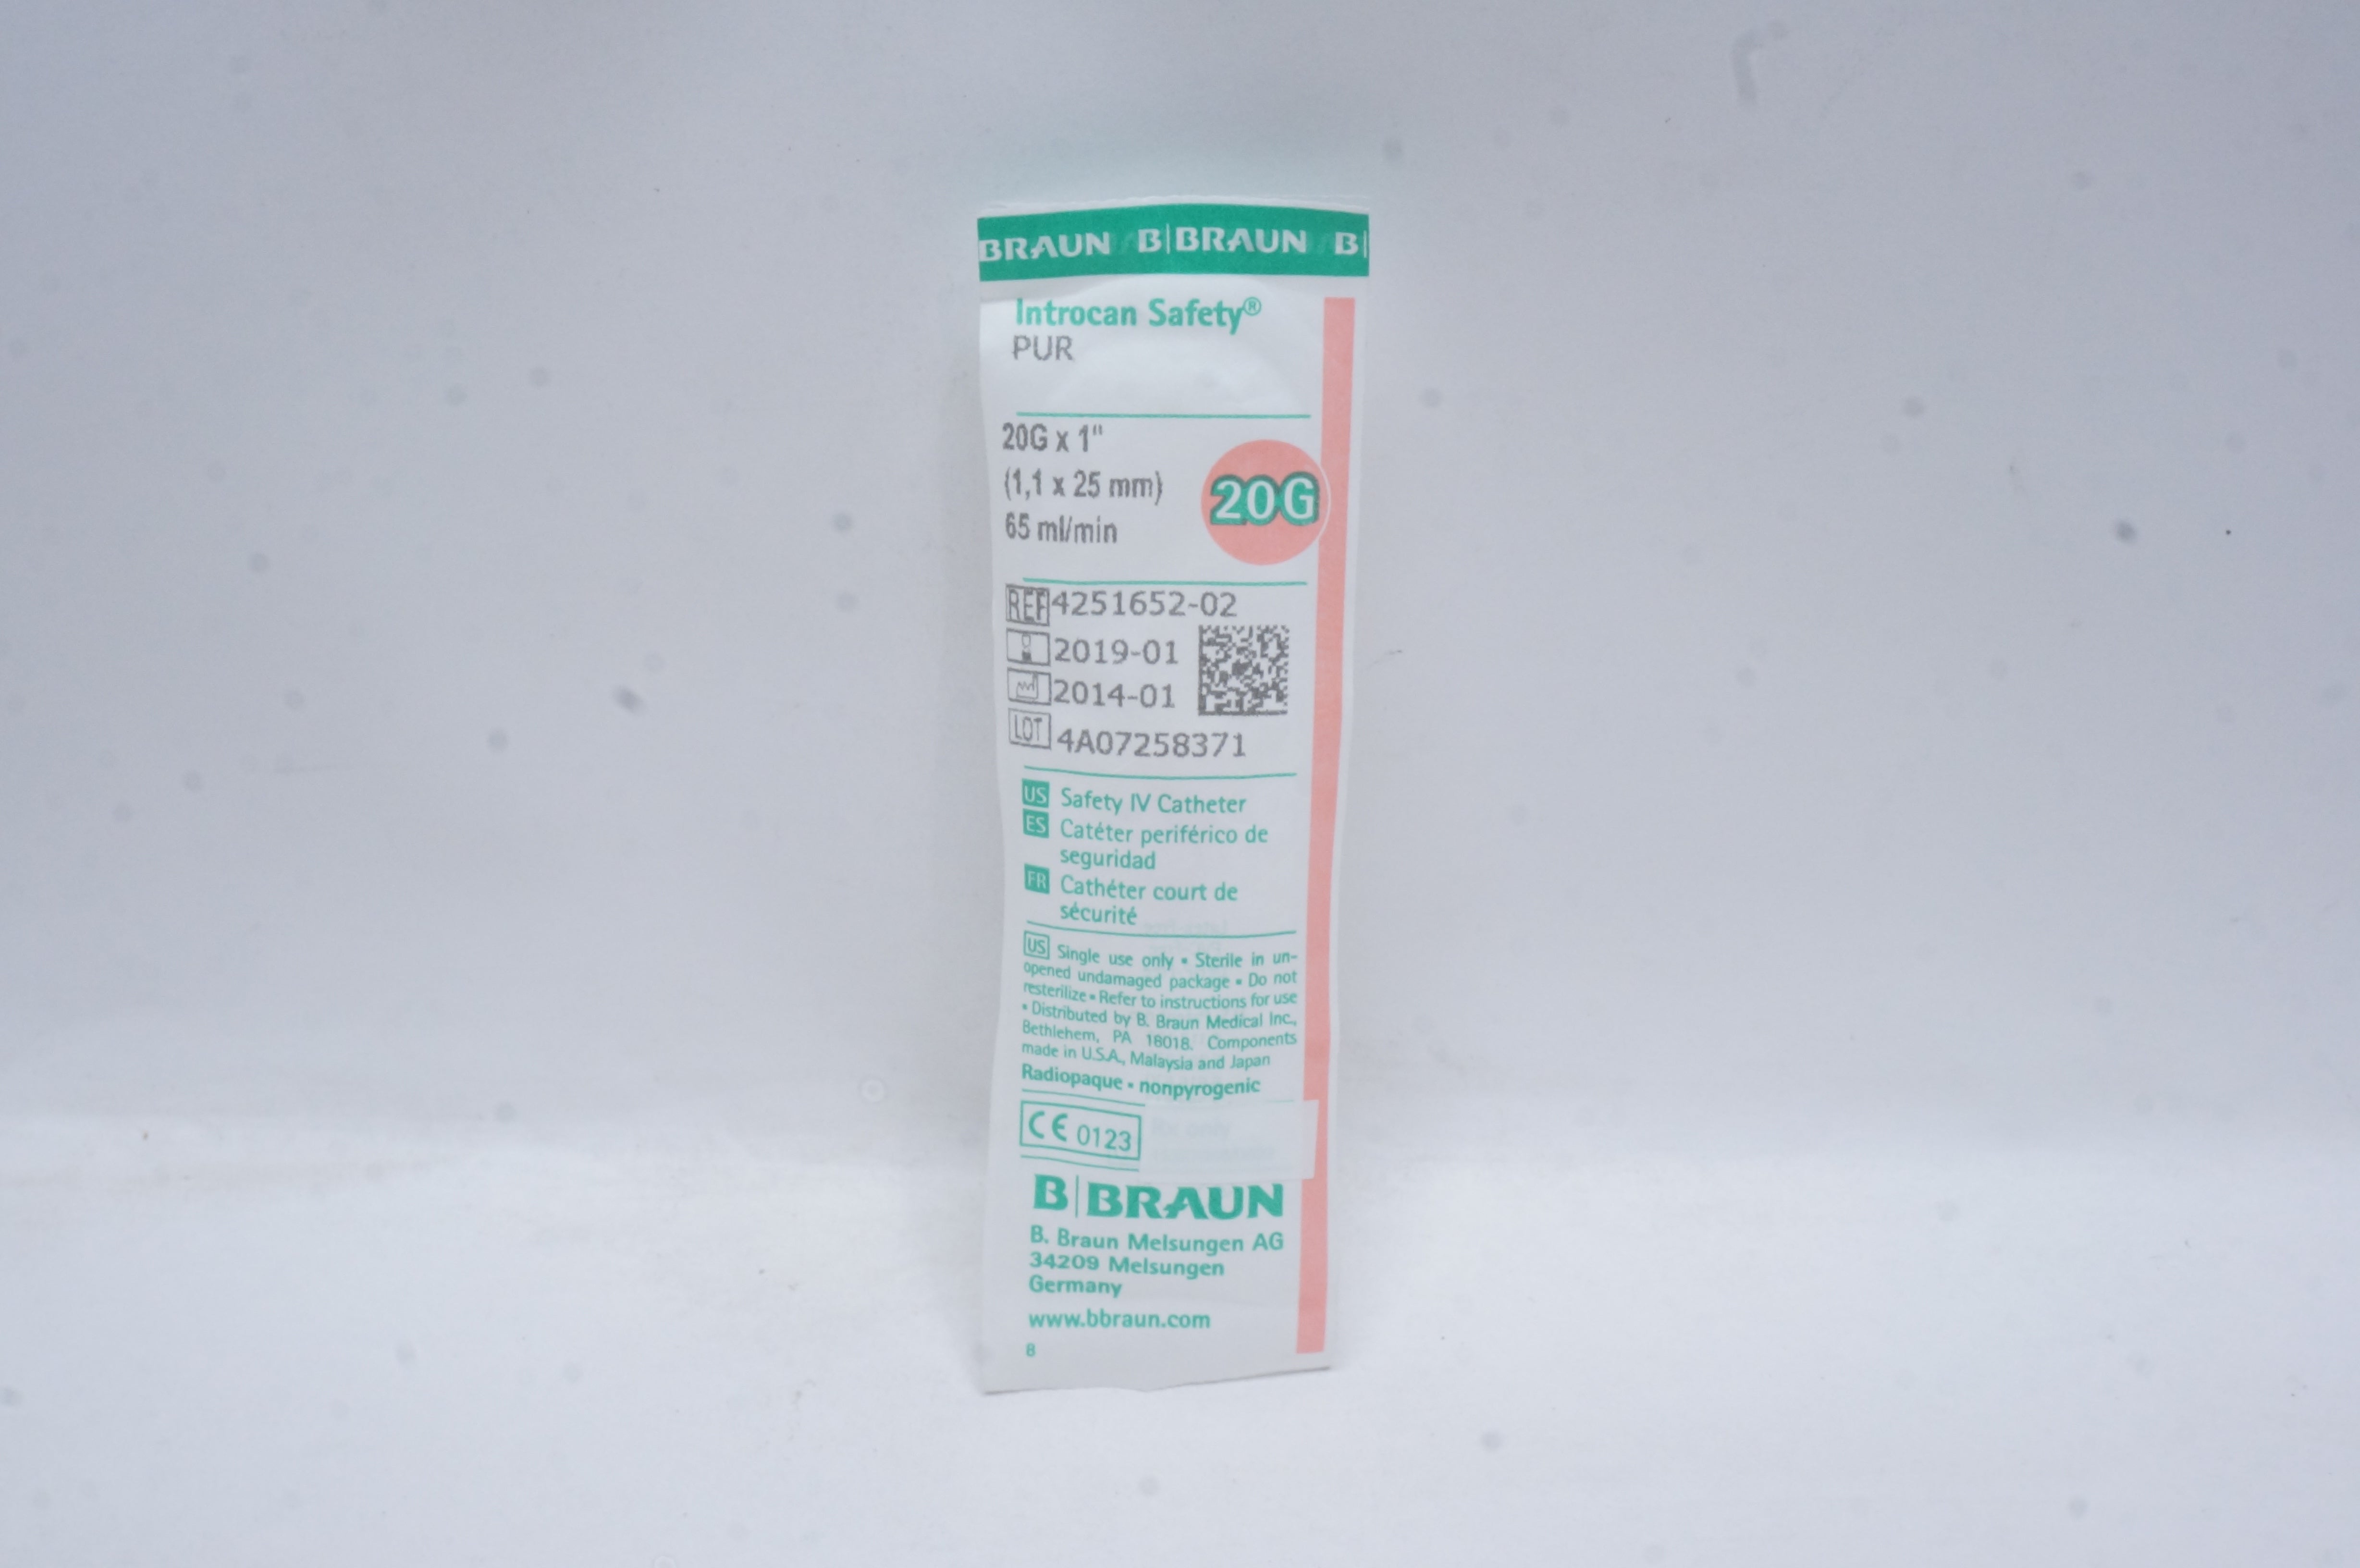 BRAUN B|BRAUN B|
Introcan Safety®
PUR
20G x 1"
(1,1 x 25 mm)
65 ml/min
20G
REF 4251652-02
2019-01
2014-01
LOT 4A07258371
US Safety IV Catheter
ES Catéter periférico de
seguridad
FR Cathéter court de
sécurité
US Single use only ▪ Sterile in un-
opened undamaged package ▪ Do not
resterilize ▪ Refer to instructions for use
▪ Distributed by B. Braun Medical Inc.,
Bethlehem, PA 18018. Components
made in U.S.A., Malaysia and Japan
Radiopaque ▪ nonpyrogenic
CE 0123
Rx only
B|BRAUN
B. Braun Melsungen AG
34209 Melsungen
Germany
www.bbraun.com
8